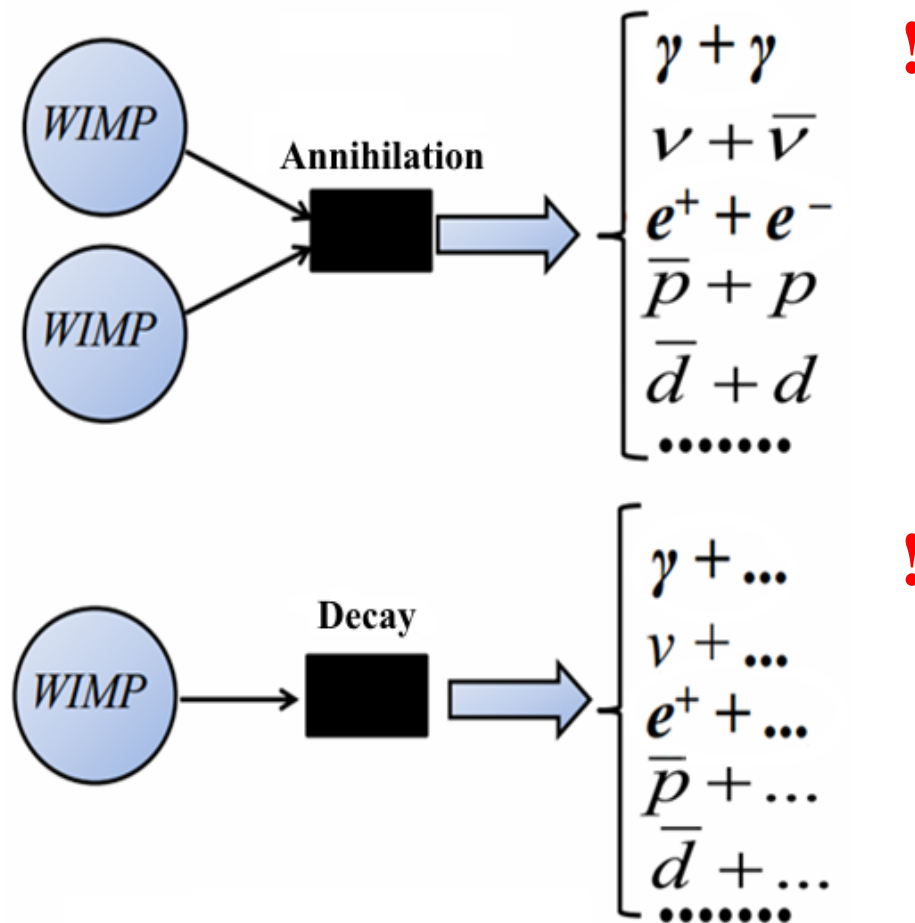 WIMP
WIMP
Annihilation
γ + γ
!
ν + ν̅
e⁺ + e⁻
p̅ + p
d̅ + d
•••••••
WIMP
Decay
γ + ...
!
ν + ...
e⁺ + ...
p̅ + ...
d̅ + ...
•••••••